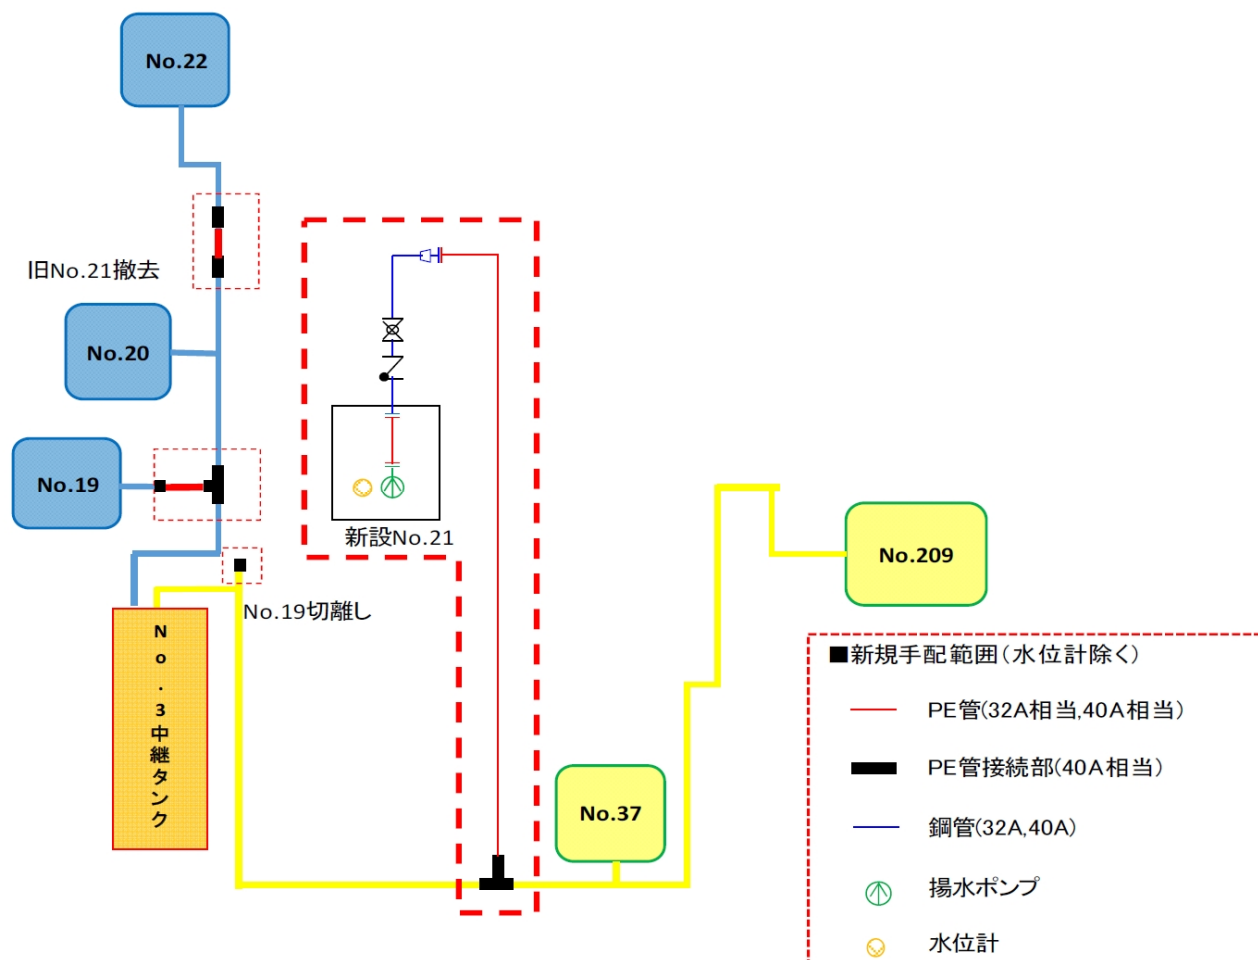 No.22
旧No.21撤去
No.20
No.19
新設No.21
No.19切離し
No.3中継タンク
No.209
No.37
■新規手配範囲(水位計除く)
PE管(32A相当,40A相当)
PE管接続部(40A相当)
鋼管(32A,40A)
揚水ポンプ
水位計